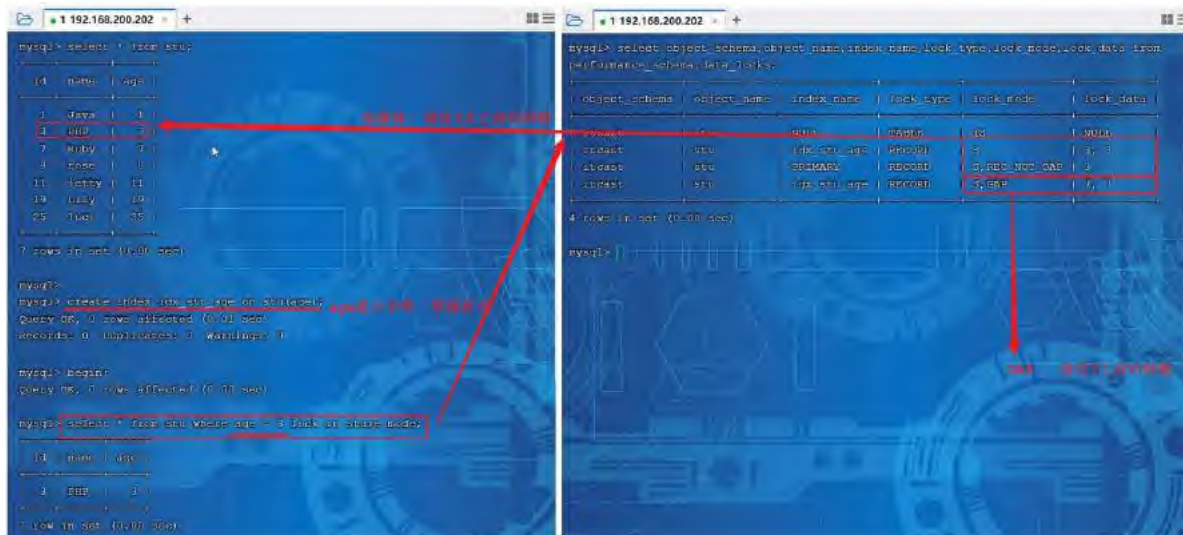 1 192.168.200.202 × +
mysql> select * from stu;
id | name | age
1 | Java | 1
3 | PHP | 3
7 | Ruby | 7
8 | rose | 8
11 | jetty | 11
19 | lily | 19
25 | luci | 25
7 rows in set (0.00 sec)
mysql>
mysql> create index idx_stu_age on stu(age);
Query OK, 0 rows affected (0.01 sec)
Records: 0 Duplicates: 0 Warnings: 0
mysql> begin;
Query OK, 0 rows affected (0.00 sec)
mysql> select * from stu where age = 3 lock in share mode;
id | name | age
3 | PHP | 3
1 row in set (0.00 sec)
1 192.168.200.202 × +
mysql> select object_schema,object_name,index_name,lock_type,lock_mode,lock_data from
performance_schema.data_locks;
object_schema | object_name | index_name | lock_type | lock_mode | lock_data
itcast | stu | NULL | TABLE | IS | NULL
itcast | stu | idx_stu_age | RECORD | S | 3, 3
itcast | stu | PRIMARY | RECORD | S,REC_NOT_GAP | 3
itcast | stu | idx_stu_age | RECORD | S,GAP | 7, 7
4 rows in set (0.00 sec)
mysql>